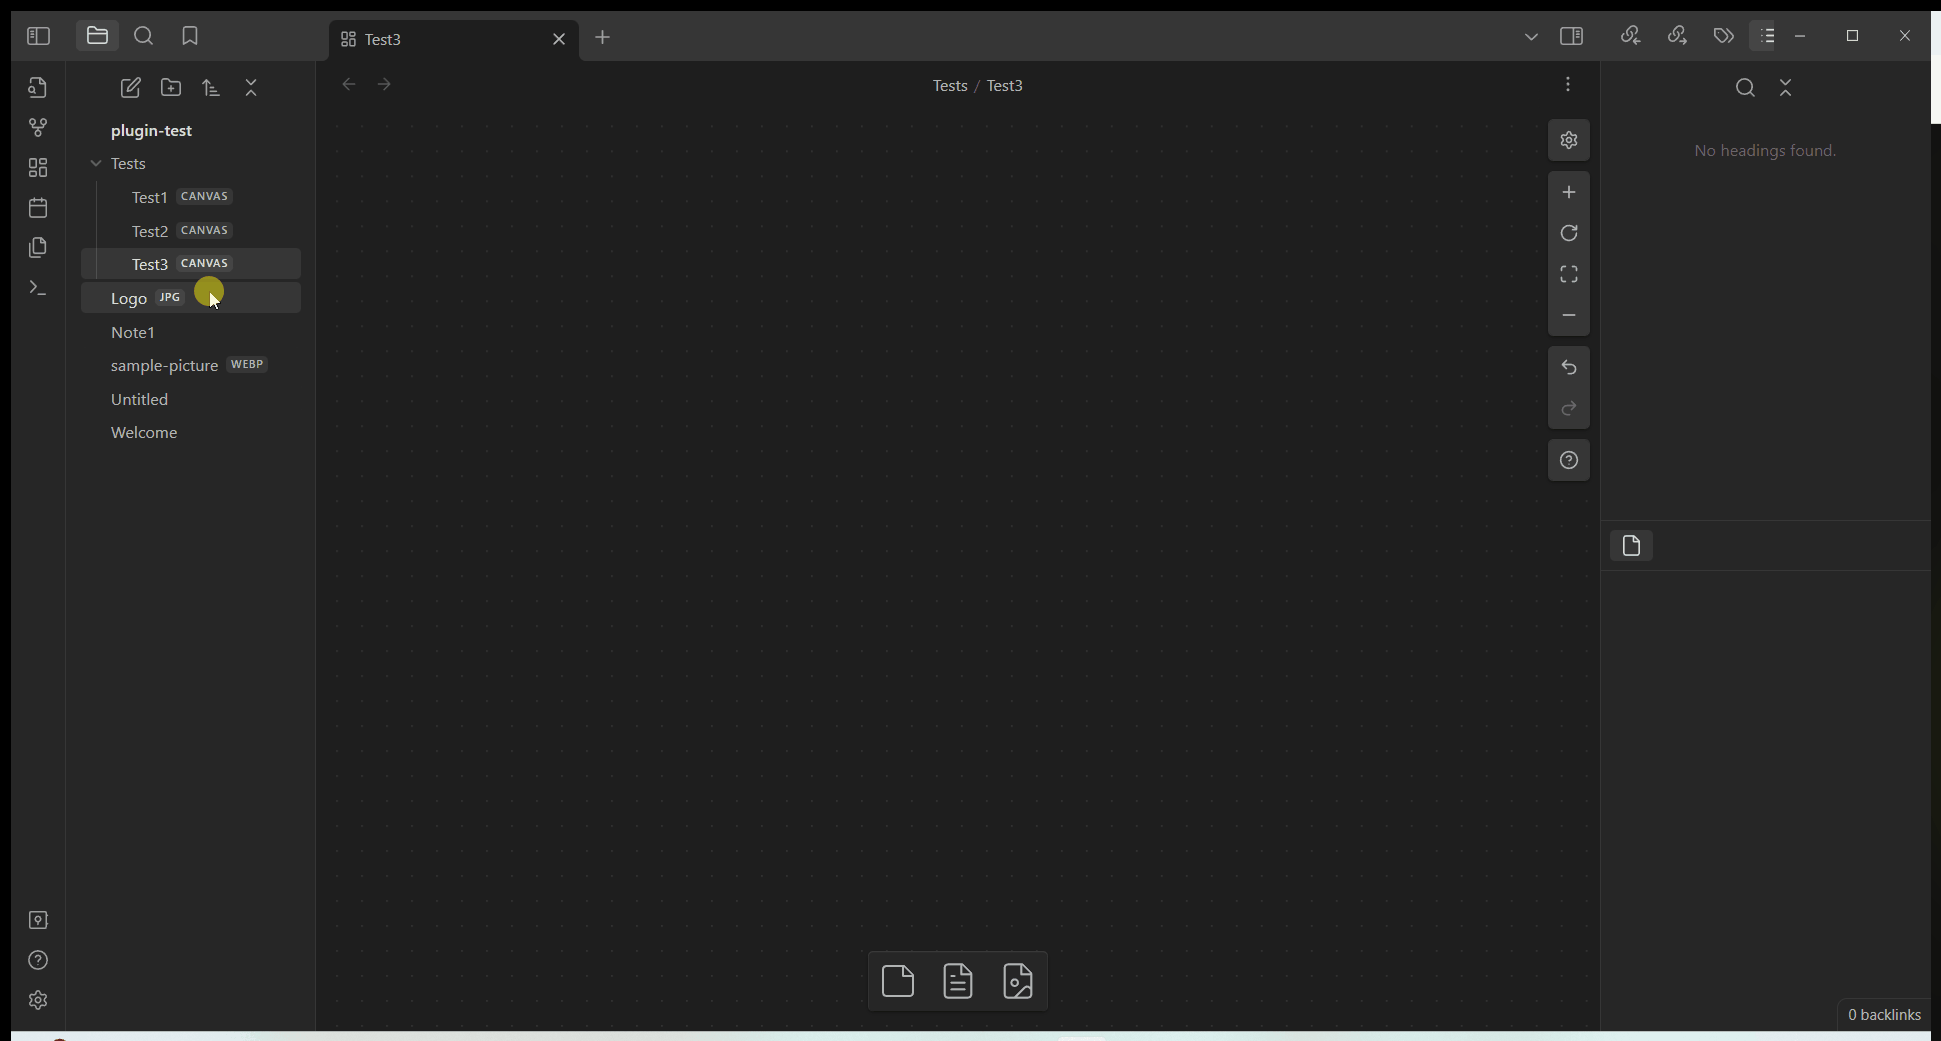 Test3
Tests / Test3
plugin-test
Tests
Test1 CANVAS
Test2 CANVAS
Test3 CANVAS
Logo JPG
Note1
sample-picture WEBP
Untitled
Welcome
No headings found.
0 backlinks